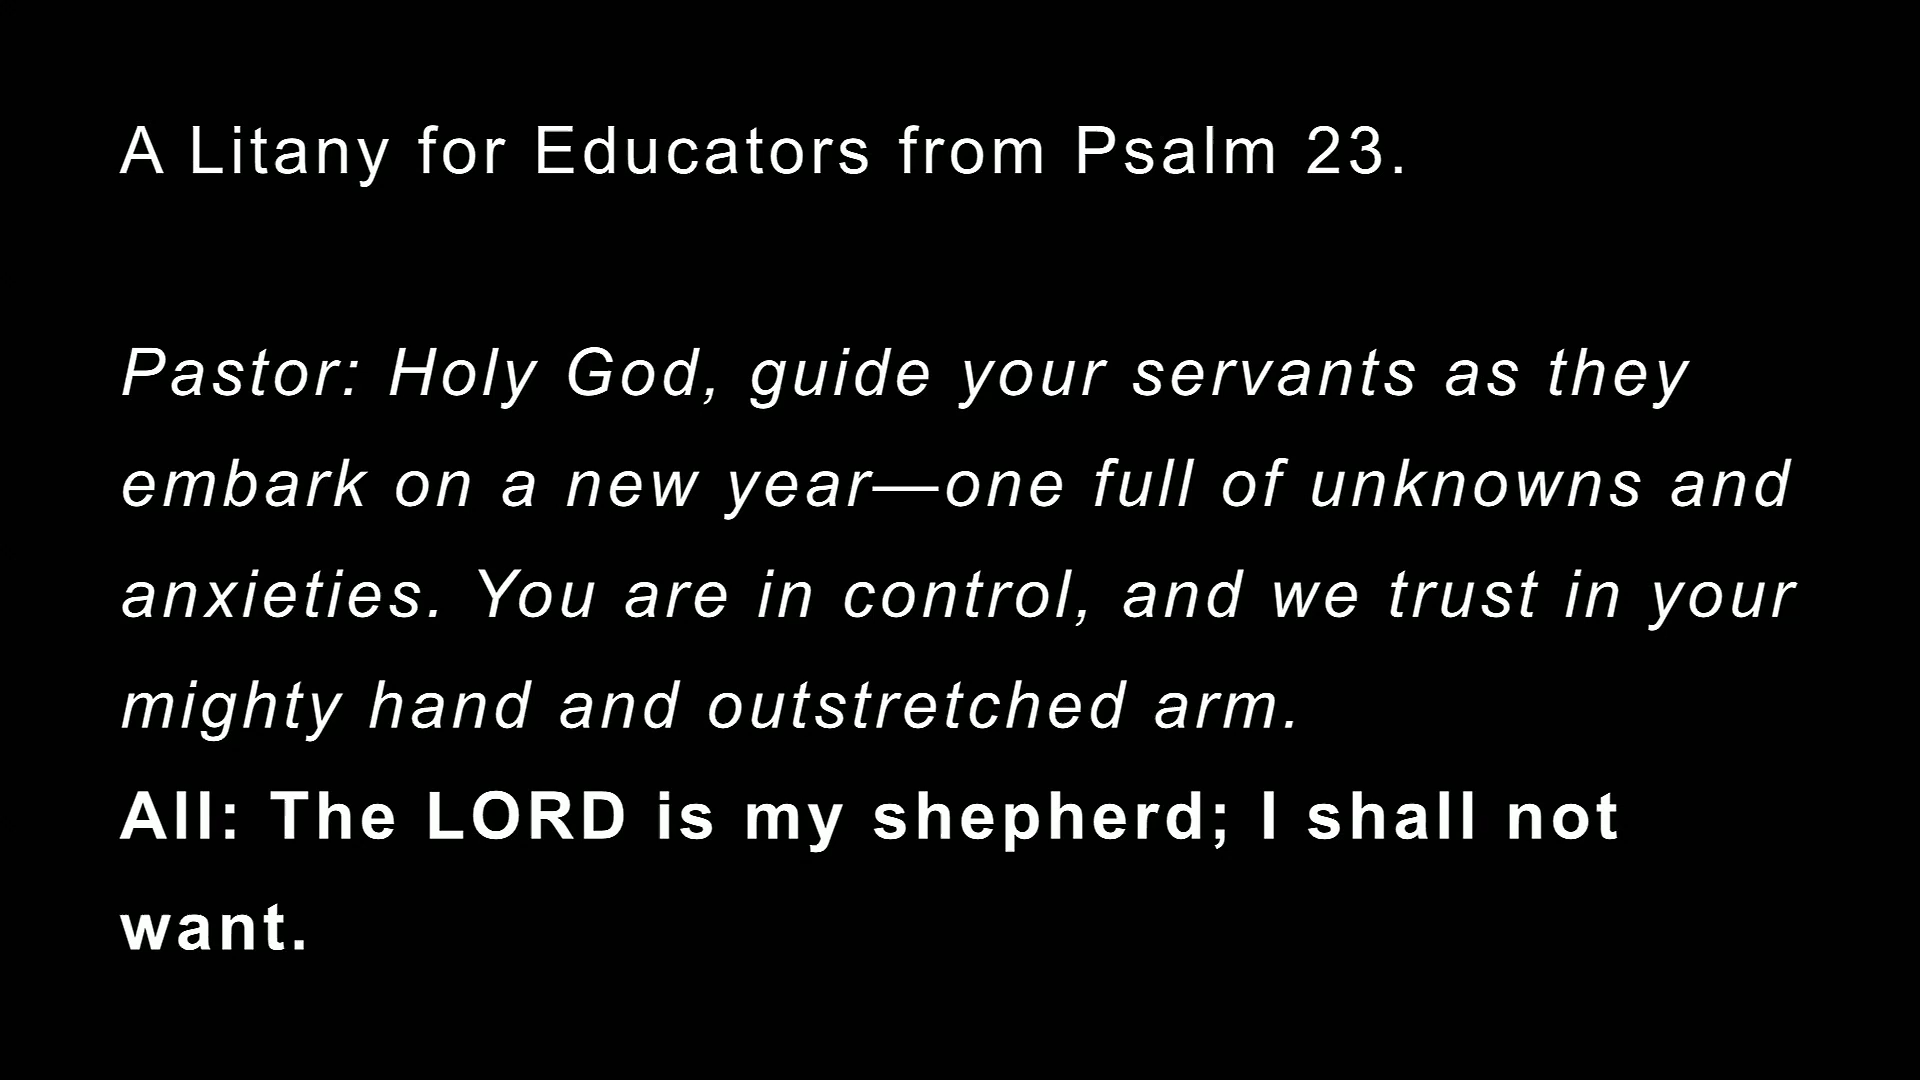 A Litany for Educators from Psalm 23.
Pastor: Holy God, guide your servants as they
embark on a new year—one full of unknowns and
anxieties. You are in control, and we trust in your
mighty hand and outstretched arm.
All: The LORD is my shepherd; I shall not
want.